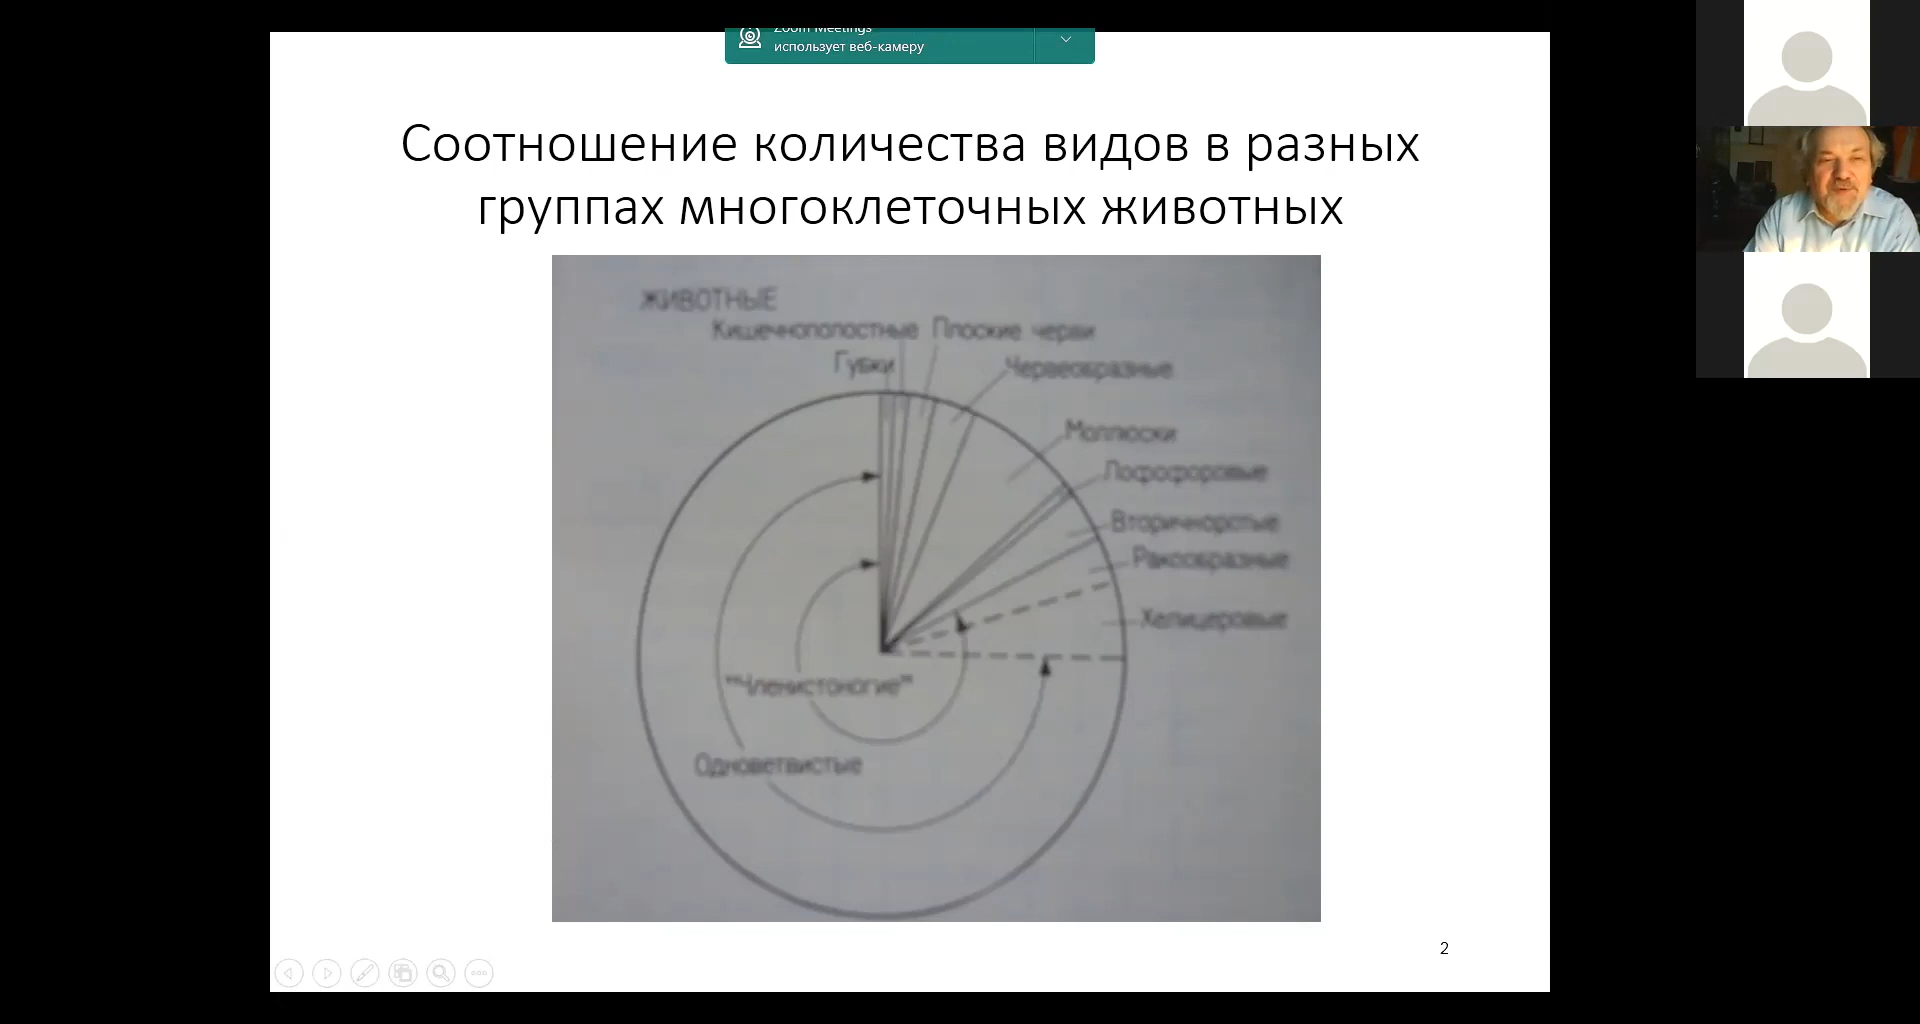 Zoom Meetings
использует веб-камеру
Соотношение количества видов в разных
группах многоклеточных животных
ЖИВОТНЫЕ
Кишечнополостные Плоские черви
Губки
Червеобразные
Моллюски
Лофофоровые
Вторичноротые
Ракообразные
Хелицеровые
"Членистоногие"
Одноветвистые
2